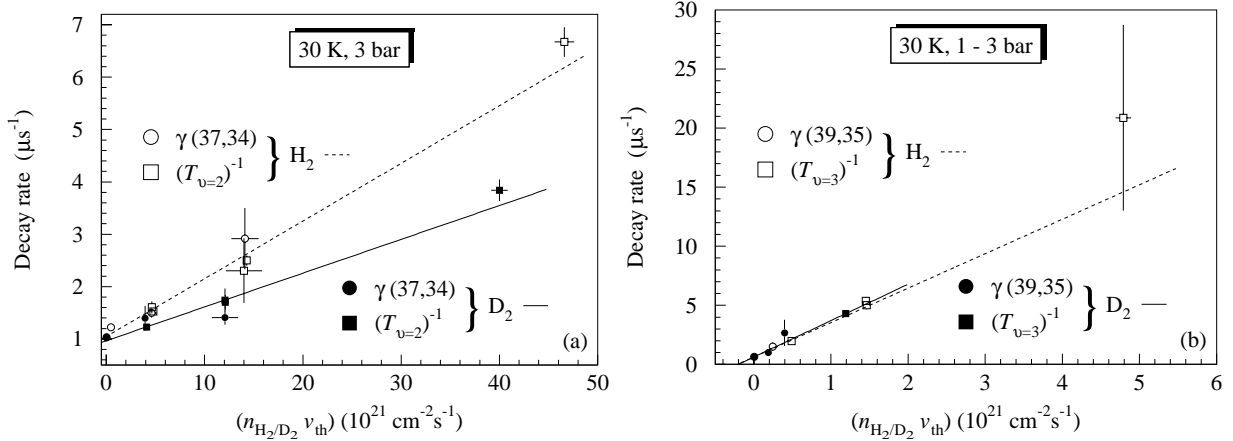 7
6
5
4
3
2
1
0 10 20 30 40 50
Decay rate (μs⁻¹)
30 K, 3 bar
γ (37,34)
(T_υ=2)⁻¹
} H₂
γ (37,34)
(T_υ=2)⁻¹
} D₂
(a)
(n_H₂/D₂ v_th) (10²¹ cm⁻²s⁻¹)
30
25
20
15
10
5
0
0 1 2 3 4 5 6
Decay rate (μs⁻¹)
30 K, 1 - 3 bar
γ (39,35)
(T_υ=3)⁻¹
} H₂
γ (39,35)
(T_υ=3)⁻¹
} D₂
(b)
(n_H₂/D₂ v_th) (10²¹ cm⁻²s⁻¹)